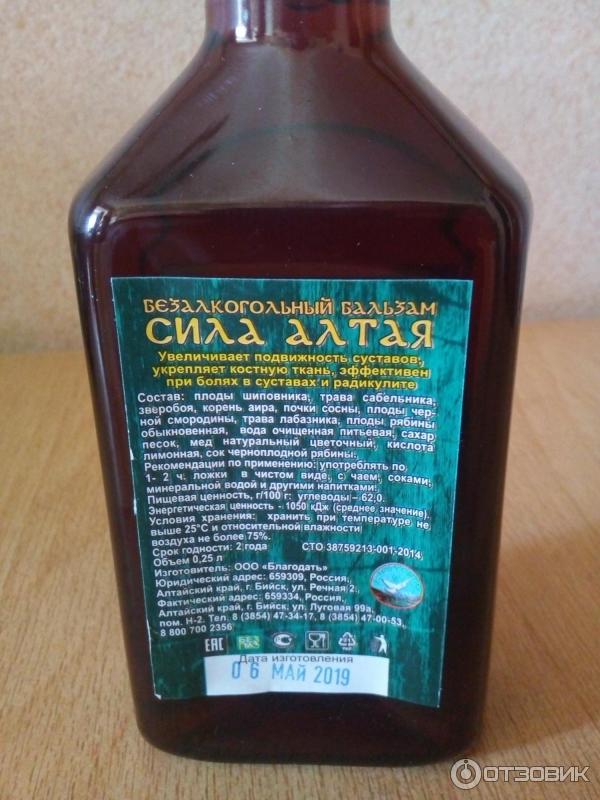 БЕЗАЛКОГОЛЬНЫЙ БАЛЬЗАМ
СИЛА АЛТАЯ
Увеличивает подвижность суставов,
укрепляет костную ткань, эффективен
при болях в суставах и радикулите
Состав: плоды шиповника, трава сабельника,
зверобоя, корень аира, почки сосны, плоды чер-
ной смородины, трава лабазника, плоды рябины
обыкновенной, вода очищенная питьевая, сахар
песок, мед натуральный цветочный, кислота
лимонная, сок черноплодной рябины.
Рекомендации по применению: употреблять по
1- 2 ч. ложки в чистом виде, с чаем, соками,
минеральной водой и другими напитками.
Пищевая ценность, г/100 г: углеводы – 62,0.
Энергетическая ценность - 1050 кДж (среднее значение).
Условия хранения: хранить при температуре не
выше 25°С и относительной влажности
воздуха не более 75%.
Срок годности: 2 года СТО 38759213-001-2014,
Объем 0,25 л
Изготовитель: ООО «Благодать»
Юридический адрес: 659309, Россия,
Алтайский край, г. Бийск, ул. Речная 2,
Фактический адрес: 659334, Россия,
Алтайский край, г. Бийск, ул. Луговая 99а,
пом. Н-2. Тел. 8 (3854) 47-34-17, 8 (3854) 47-00-53,
8 800 700 2356
EAC БЕЗ ГМО
Дата изготовления
0 6 МАЙ 2019
ОТЗОВИК